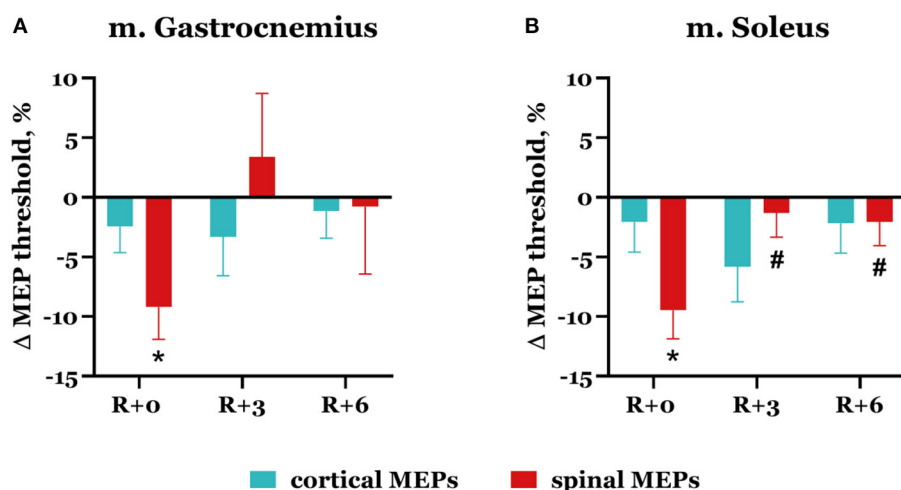 A
m. Gastrocnemius
Δ MEP threshold, %
10
5
0
-5
-10
-15
*
R+0
R+3
R+6
B
m. Soleus
Δ MEP threshold, %
10
5
0
-5
-10
-15
*
#
#
R+0
R+3
R+6
cortical MEPs
spinal MEPs